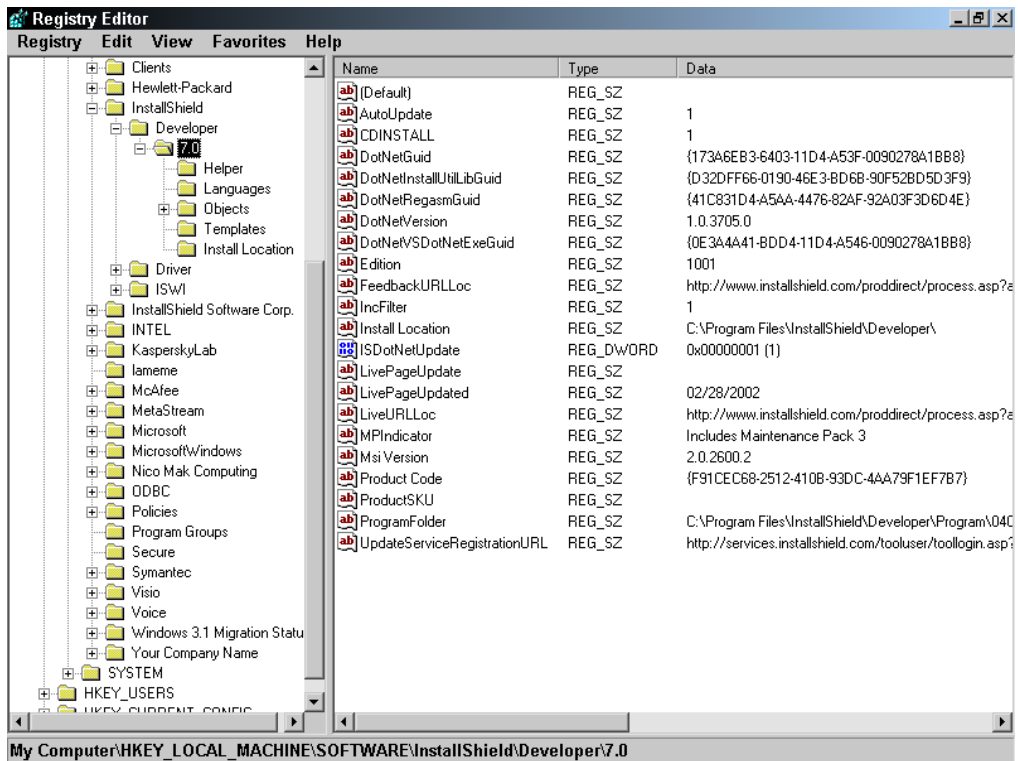 Registry Editor
Registry Edit View Favorites Help
Clients
Hewlett-Packard
InstallShield
Developer
7.0
Helper
Languages
Objects
Templates
Install Location
Driver
ISWI
InstallShield Software Corp.
INTEL
KasperskyLab
lameme
McAfee
MetaStream
Microsoft
MicrosoftWindows
Nico Mak Computing
ODBC
Policies
Program Groups
Secure
Symantec
Visio
Voice
Windows 3.1 Migration Statu
Your Company Name
SYSTEM
HKEY_USERS
HKEY_CURRENT_CONFIG
Name Type Data
(Default) REG_SZ
AutoUpdate REG_SZ 1
CDINSTALL REG_SZ 1
DotNetGuid REG_SZ {173A6EB3-6403-11D4-A53F-0090278A1BB8}
DotNetInstallUtilLibGuid REG_SZ {D32DFF66-0190-46E3-BD6B-90F52BD5D3F9}
DotNetRegasmGuid REG_SZ {41C831D4-A5AA-4476-82AF-92A03F3D6D4E}
DotNetVersion REG_SZ 1.0.3705.0
DotNetVSDotNetExeGuid REG_SZ {0E3A4A41-BDD4-11D4-A546-0090278A1BB8}
Edition REG_SZ 1001
FeedbackURLLoc REG_SZ http://www.installshield.com/proddirect/process.asp?a
IncFilter REG_SZ 1
Install Location REG_SZ C:\Program Files\InstallShield\Developer\
ISDotNetUpdate REG_DWORD 0x00000001 (1)
LivePageUpdate REG_SZ
LivePageUpdated REG_SZ 02/28/2002
LiveURLLoc REG_SZ http://www.installshield.com/proddirect/process.asp?a
MPIndicator REG_SZ Includes Maintenance Pack 3
Msi Version REG_SZ 2.0.2600.2
Product Code REG_SZ {F91CEC68-2512-410B-93DC-4AA79F1EF7B7}
ProductSKU REG_SZ
ProgramFolder REG_SZ C:\Program Files\InstallShield\Developer\Program\040
UpdateServiceRegistrationURL REG_SZ http://services.installshield.com/tooluser/toollogin.asp?
My Computer\HKEY_LOCAL_MACHINE\SOFTWARE\InstallShield\Developer\7.0